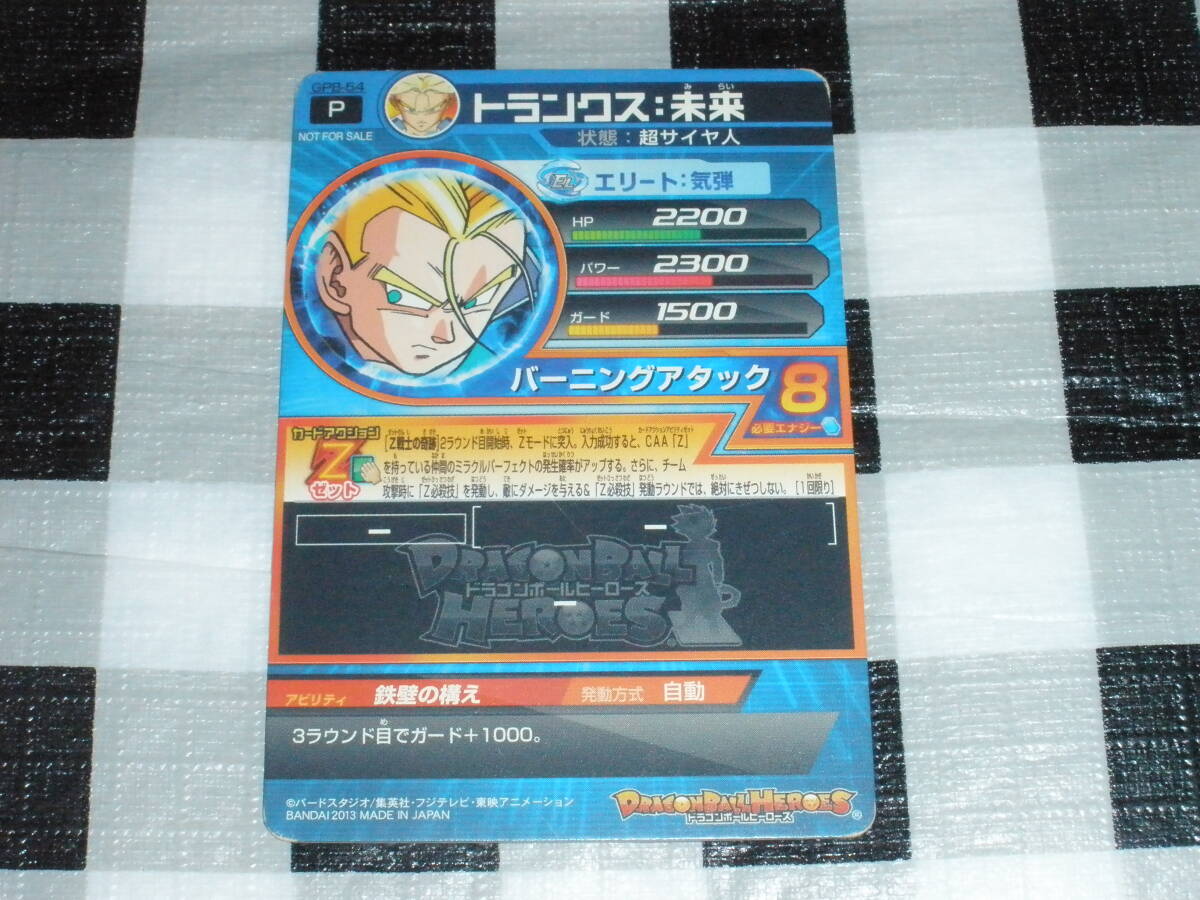 GPB-54
P
NOT FOR SALE
トランクス：未来
み らい
状態：超サイヤ人
エリート：気弾
HP 2200
パワー 2300
ガード 1500
バーニングアタック
8
必要エナジー
カードアクション
Z
ゼット
[Z戦士の奇跡]2ラウンド目開始時、Zモードに突入。入力成功すると、CAA「Z」
を持っている仲間のミラクルパーフェクトの発生確率がアップする。さらに、チーム
攻撃時に「Z必殺技」を発動し、敵にダメージを与える&「Z必殺技」発動ラウンドでは、絶対にきぜつしない。[1回限り]
ー
ー
ー
DRAGON BALL
ドラゴンボールヒーローズ
HEROES
アビリティ 鉄壁の構え 発動方式 自動
め
3ラウンド目でガード+1000。
©バードスタジオ/集英社・フジテレビ・東映アニメーション
BANDAI 2013 MADE IN JAPAN
DRAGON BALL HEROES
ドラゴンボールヒーローズ